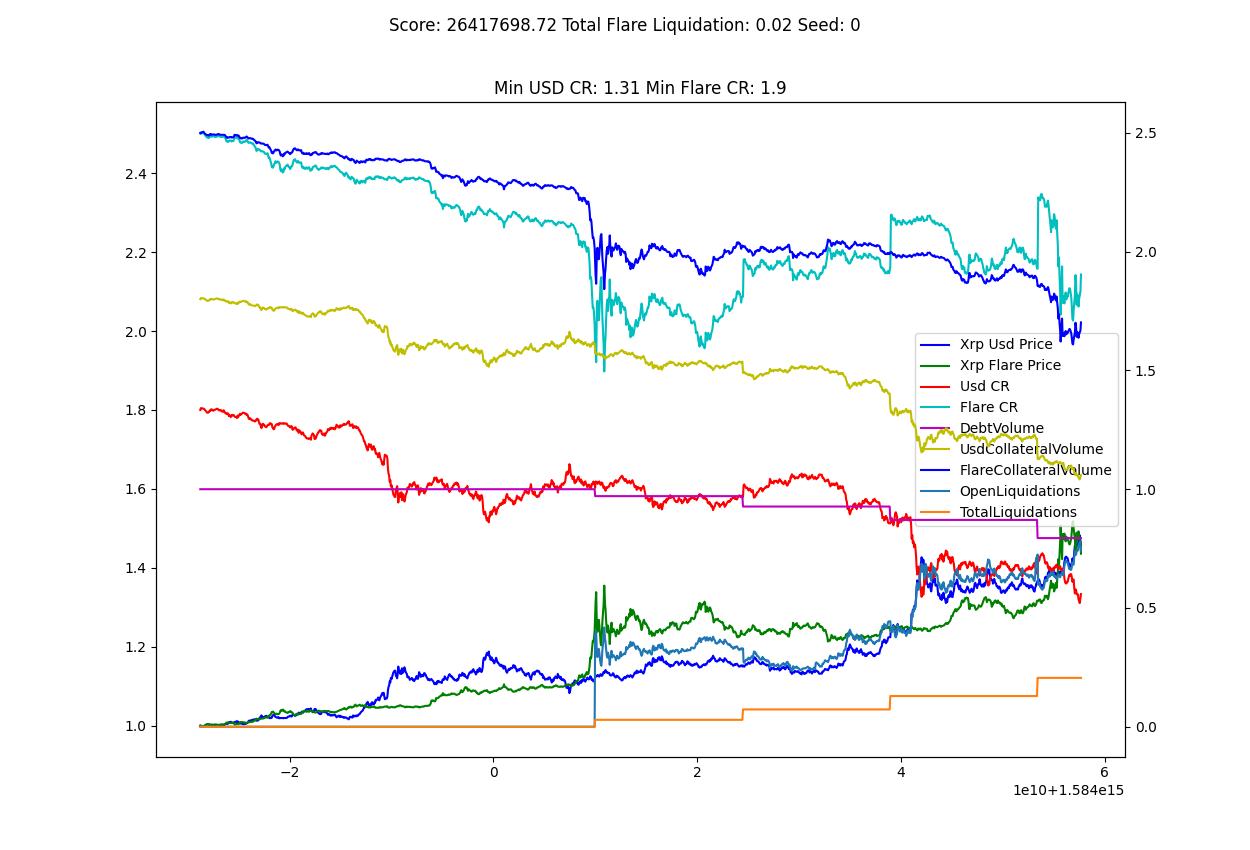 Score: 26417698.72 Total Flare Liquidation: 0.02 Seed: 0
Min USD CR: 1.31 Min Flare CR: 1.9
2.4
2.2
2.0
1.8
1.6
1.4
1.2
1.0
2.5
2.0
1.5
1.0
0.5
0.0
Xrp Usd Price
Xrp Flare Price
Usd CR
Flare CR
DebtVolume
UsdCollateralVolume
FlareCollateralVolume
OpenLiquidations
TotalLiquidations
−2 0 2 4 6
1e10+1.584e15